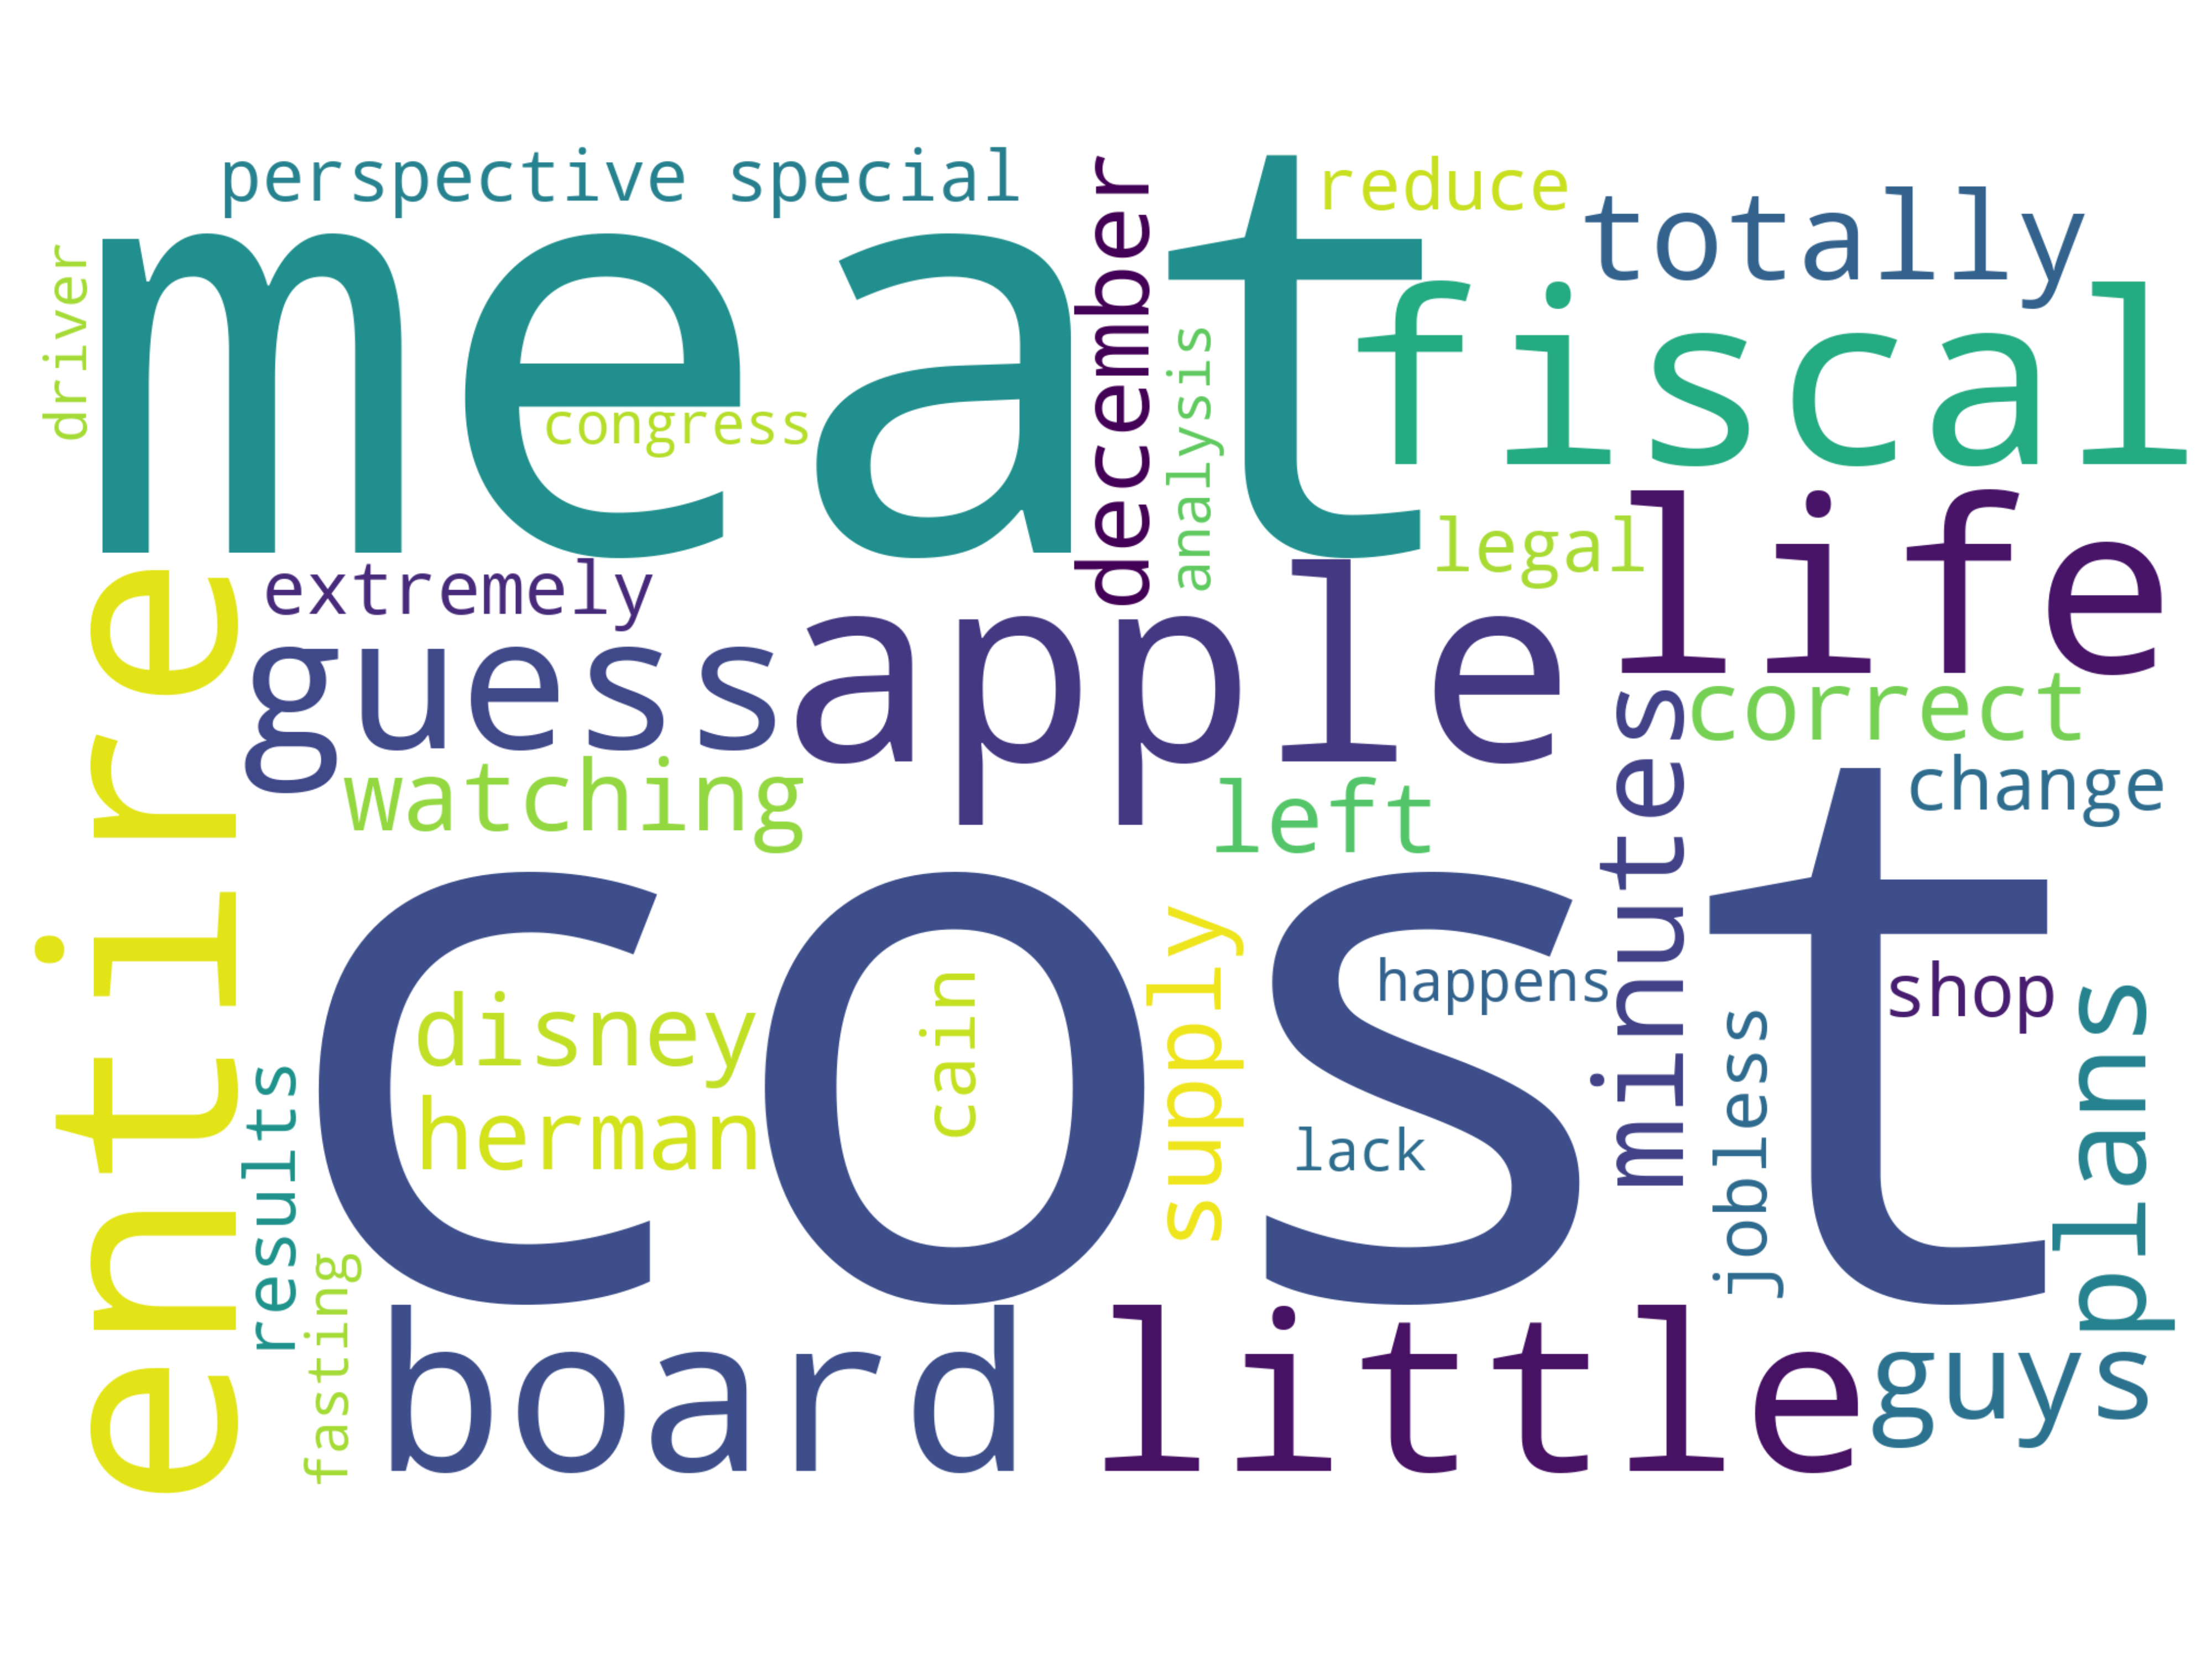 perspective special
reduce
totally
driver
meat
december
analysis
fiscal
congress
legal
life
extremely
guess
apple
correct
entire
watching
left
minutes
change
cost
disney
cain
supply
happens
shop
herman
lack
jobless
plans
results
fasting
board
little
guys